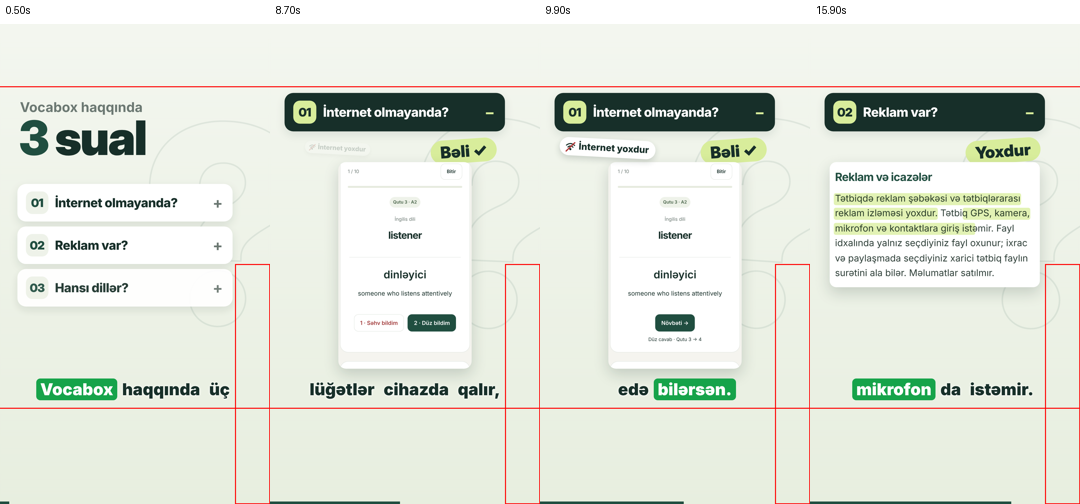 0.50s
8.70s
9.90s
15.90s
Vocabox haqqında
3 sual
01 İnternet olmayanda? +
02 Reklam var? +
03 Hansı dillər? +
Vocabox haqqında üç
01 İnternet olmayanda? –
İnternet yoxdur
Bəli ✓
1 / 10
Bitir
Qutu 3 · A2
İngilis dili
listener
dinləyici
someone who listens attentively
1 · Səhv bildim
2 · Düz bildim
lüğətlər cihazda qalır,
01 İnternet olmayanda? –
İnternet yoxdur
Bəli ✓
1 / 10
Bitir
Qutu 3 · A2
İngilis dili
listener
dinləyici
someone who listens attentively
Növbəti →
Düz cavab · Qutu 3 → 4
edə bilərsən.
02 Reklam var? –
Yoxdur
Reklam və icazələr
Tətbiqdə reklam şəbəkəsi və tətbiqlərarası
reklam izləməsi yoxdur. Tətbiq GPS, kamera,
mikrofon və kontaktlara giriş istəmir. Fayl
idxalında yalnız seçdiyiniz fayl oxunur; ixrac
və paylaşmada seçdiyiniz xarici tətbiq faylın
surətini ala bilər. Məlumatlar satılmır.
mikrofon da istəmir.